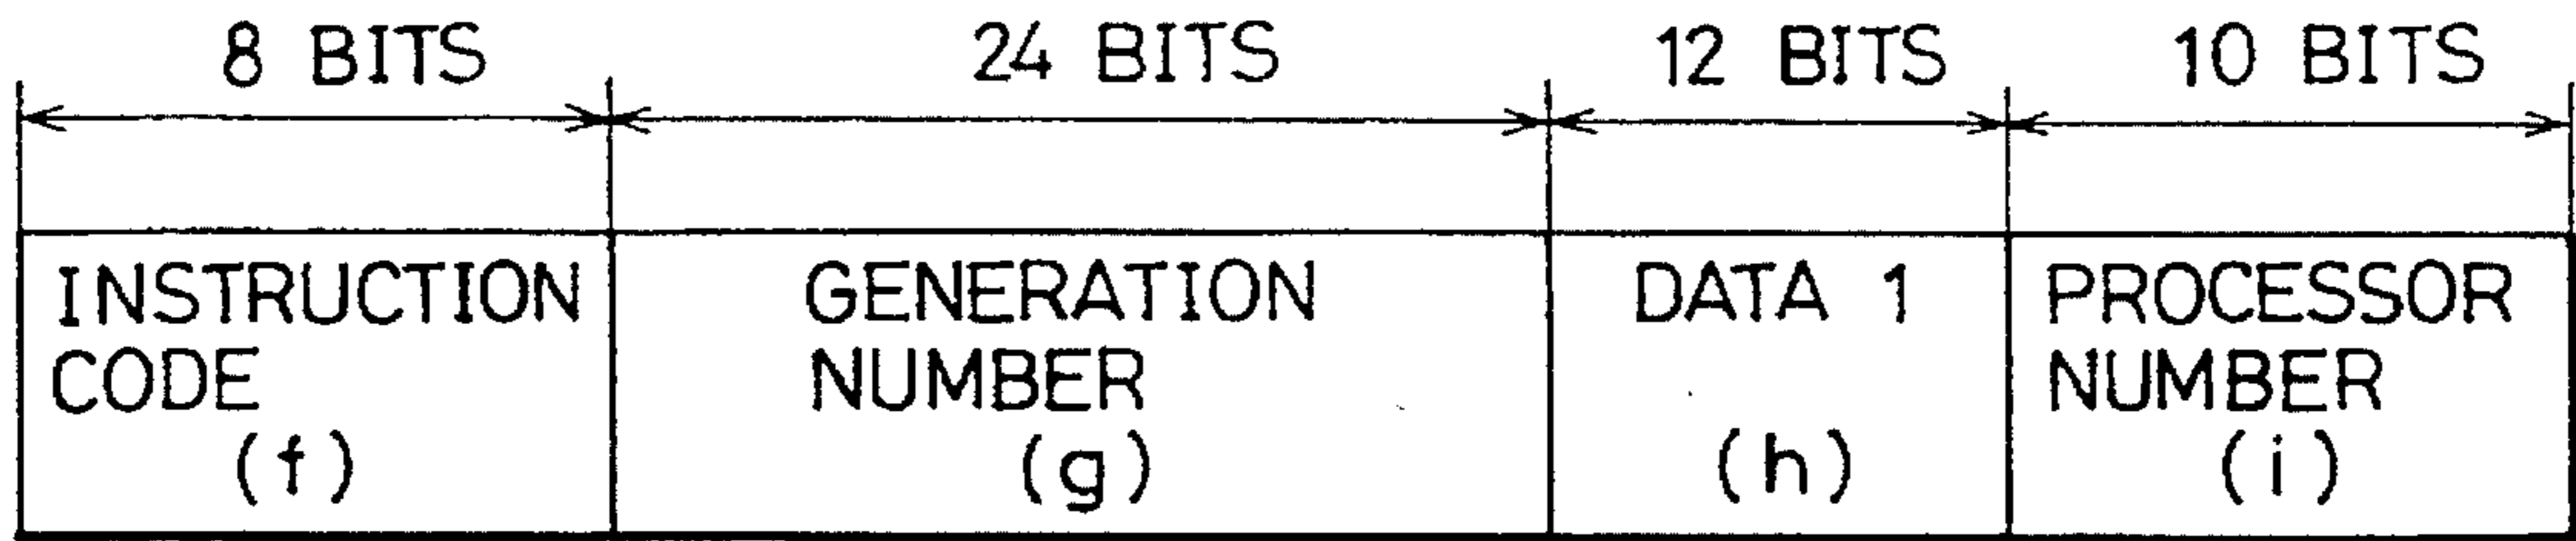 8 BITS 24 BITS 12 BITS 10 BITS
INSTRUCTION CODE (f)
GENERATION NUMBER (g)
DATA 1 (h)
PROCESSOR NUMBER (i)